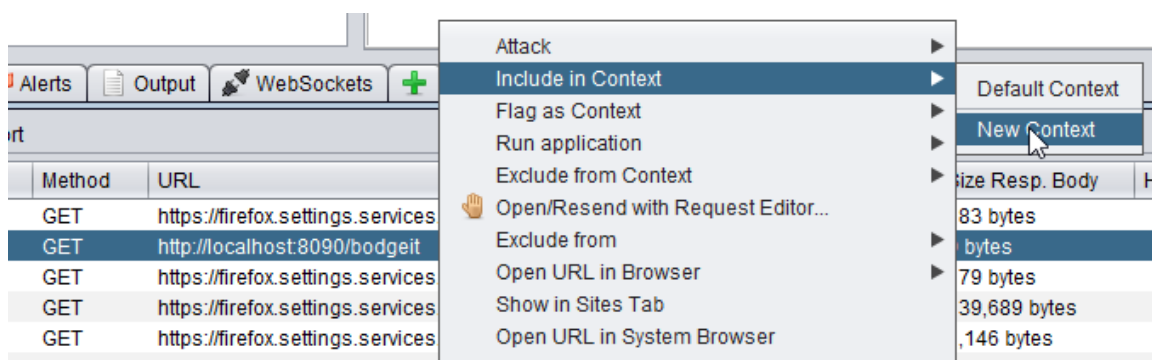 Attack
Include in Context
Default Context
Alerts Output WebSockets
Flag as Context
New Context
Run application
Exclude from Context
Method URL Size Resp. Body H
Open/Resend with Request Editor...
GET https://firefox.settings.services 83 bytes
Exclude from
GET http://localhost:8090/bodgeit bytes
Open URL in Browser
GET https://firefox.settings.services 79 bytes
Show in Sites Tab
GET https://firefox.settings.services 39,689 bytes
Open URL in System Browser
GET https://firefox.settings.services ,146 bytes